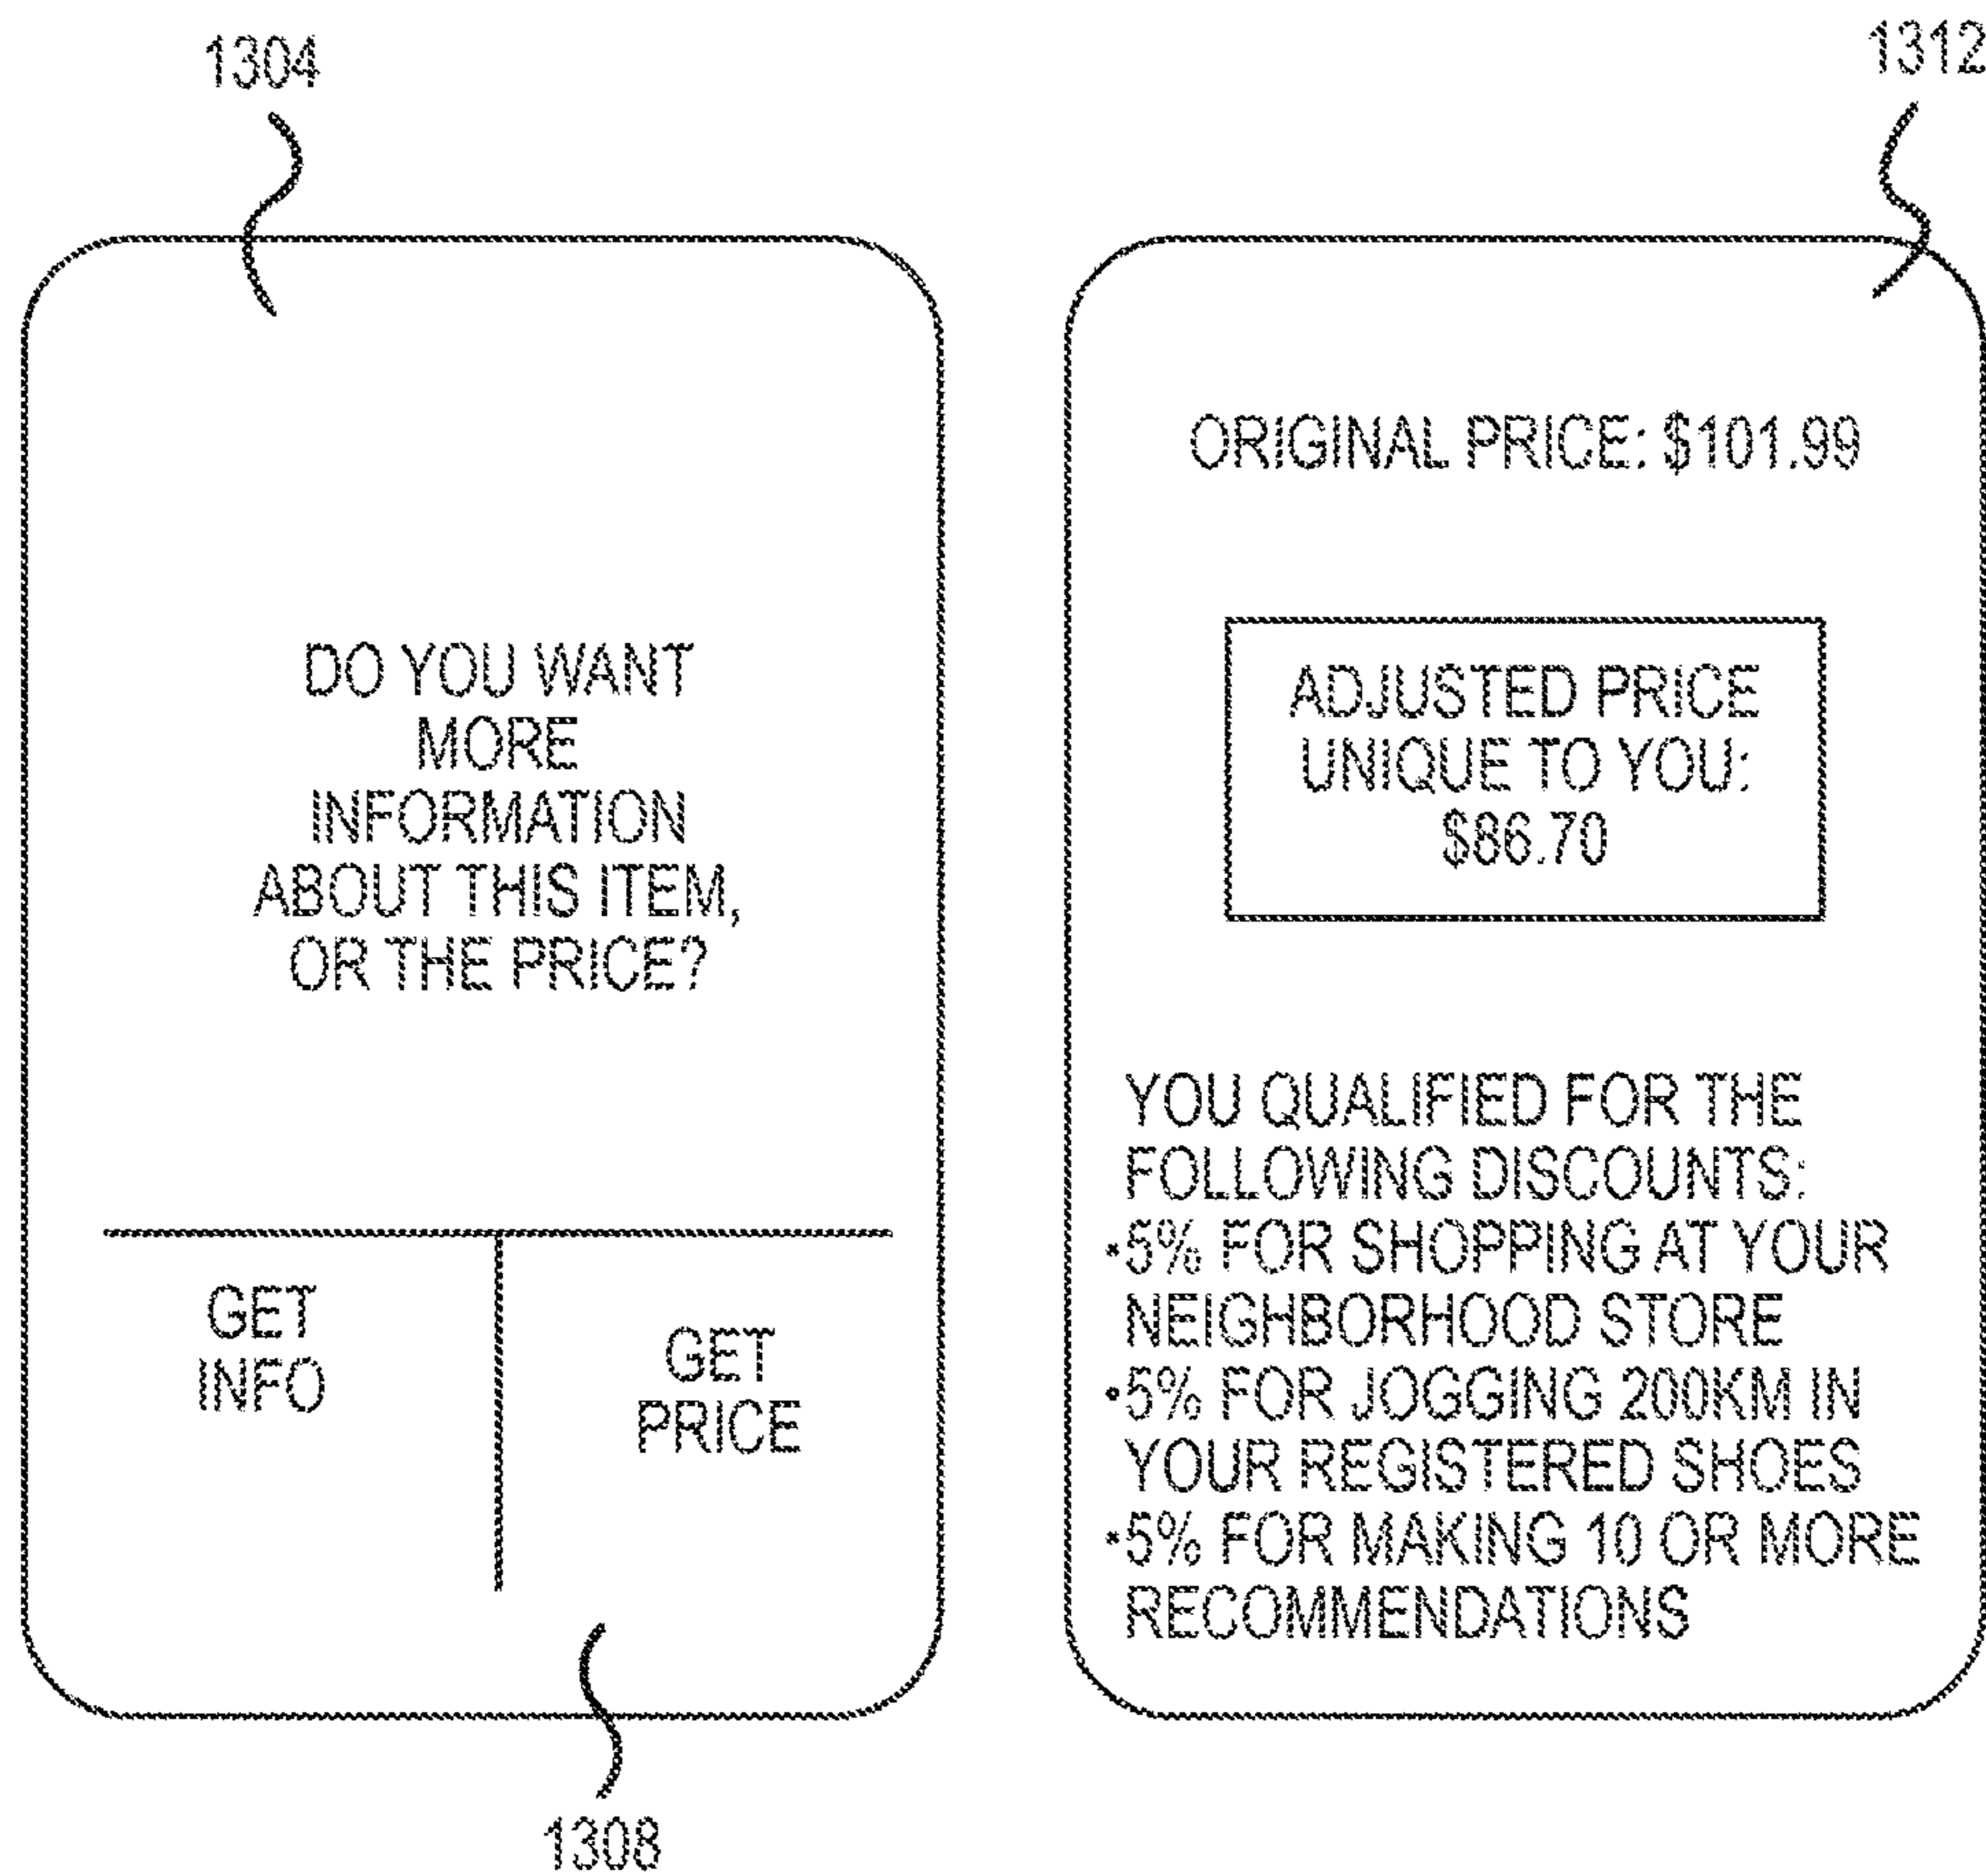 1304
DO YOU WANT
MORE
INFORMATION
ABOUT THIS ITEM,
OR THE PRICE?
GET
INFO
GET
PRICE
1308
1312
ORIGINAL PRICE: $101.99
ADJUSTED PRICE
UNIQUE TO YOU:
$86.70
YOU QUALIFIED FOR THE
FOLLOWING DISCOUNTS:
•5% FOR SHOPPING AT YOUR
NEIGHBORHOOD STORE
•5% FOR JOGGING 200KM IN
YOUR REGISTERED SHOES
•5% FOR MAKING 10 OR MORE
RECOMMENDATIONS